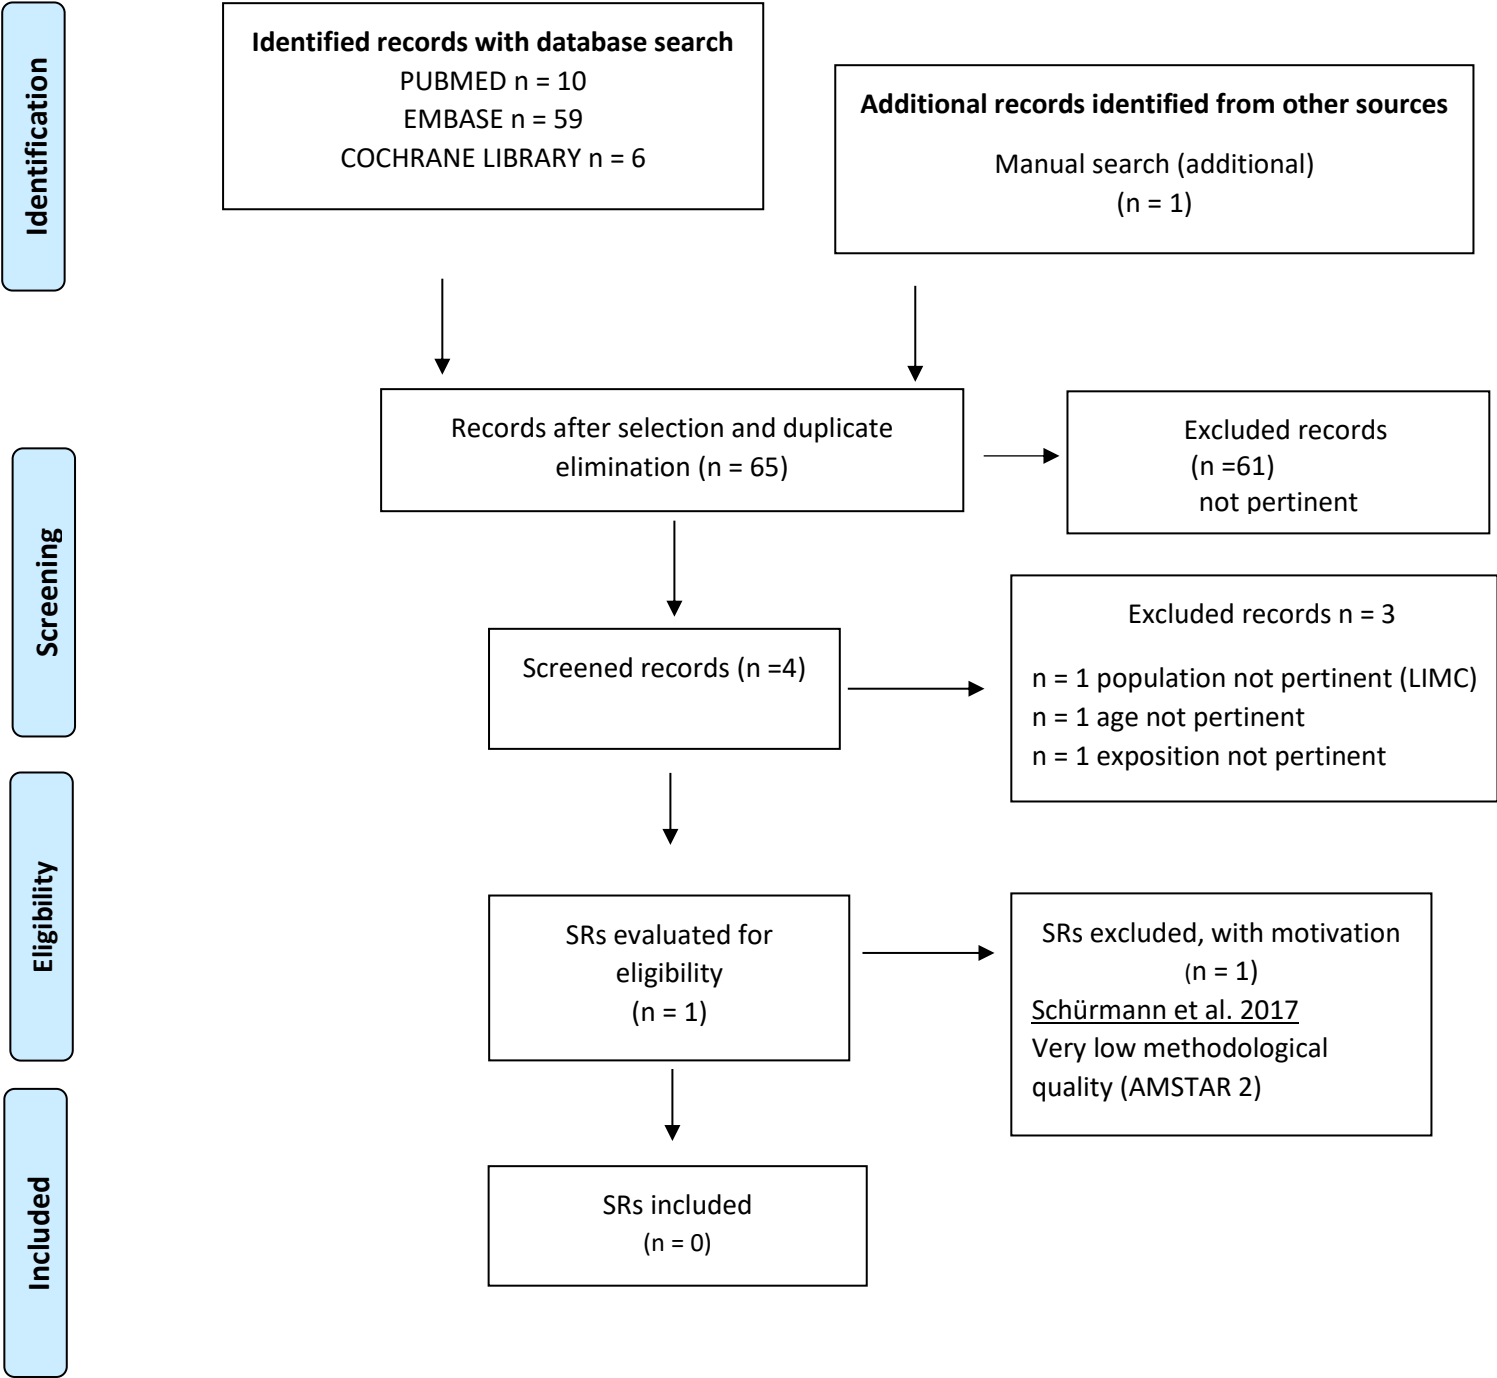 Identification
Identified records with database search
PUBMED n = 10
EMBASE n = 59
COCHRANE LIBRARY n = 6
Additional records identified from other sources
Manual search (additional)
(n = 1)
Records after selection and duplicate
elimination (n = 65)
Excluded records
(n =61)
not pertinent
Screening
Screened records (n =4)
Excluded records n = 3
n = 1 population not pertinent (LIMC)
n = 1 age not pertinent
n = 1 exposition not pertinent
Eligibility
SRs evaluated for
eligibility
(n = 1)
SRs excluded, with motivation
(n = 1)
Schürmann et al. 2017
Very low methodological
quality (AMSTAR 2)
Included
SRs included
(n = 0)